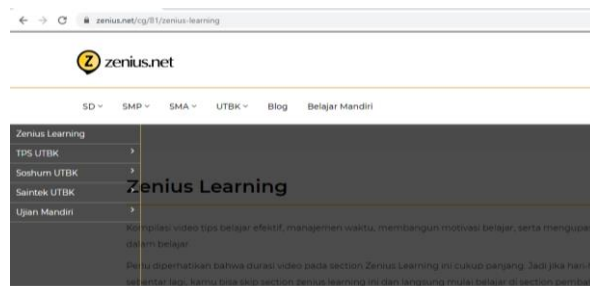 zenius.net/cg/81/zenius-learning
Z zenius.net
SD SMP SMA UTBK Blog Belajar Mandiri
Zenius Learning
TPS UTBK
Soshum UTBK
Saintek UTBK
Ujian Mandiri
Zenius Learning
Kompilasi video tips belajar efektif, manajemen waktu, membangun motivasi belajar, serta mengupas
dalam belajar
Perlu diperhatikan bahwa durasi video pada section Zenius Learning ini cukup panjang. Jadi jika hari
sebentar lagi, kamu bisa skip section zenius learning ini dan langsung mulai belajar di section